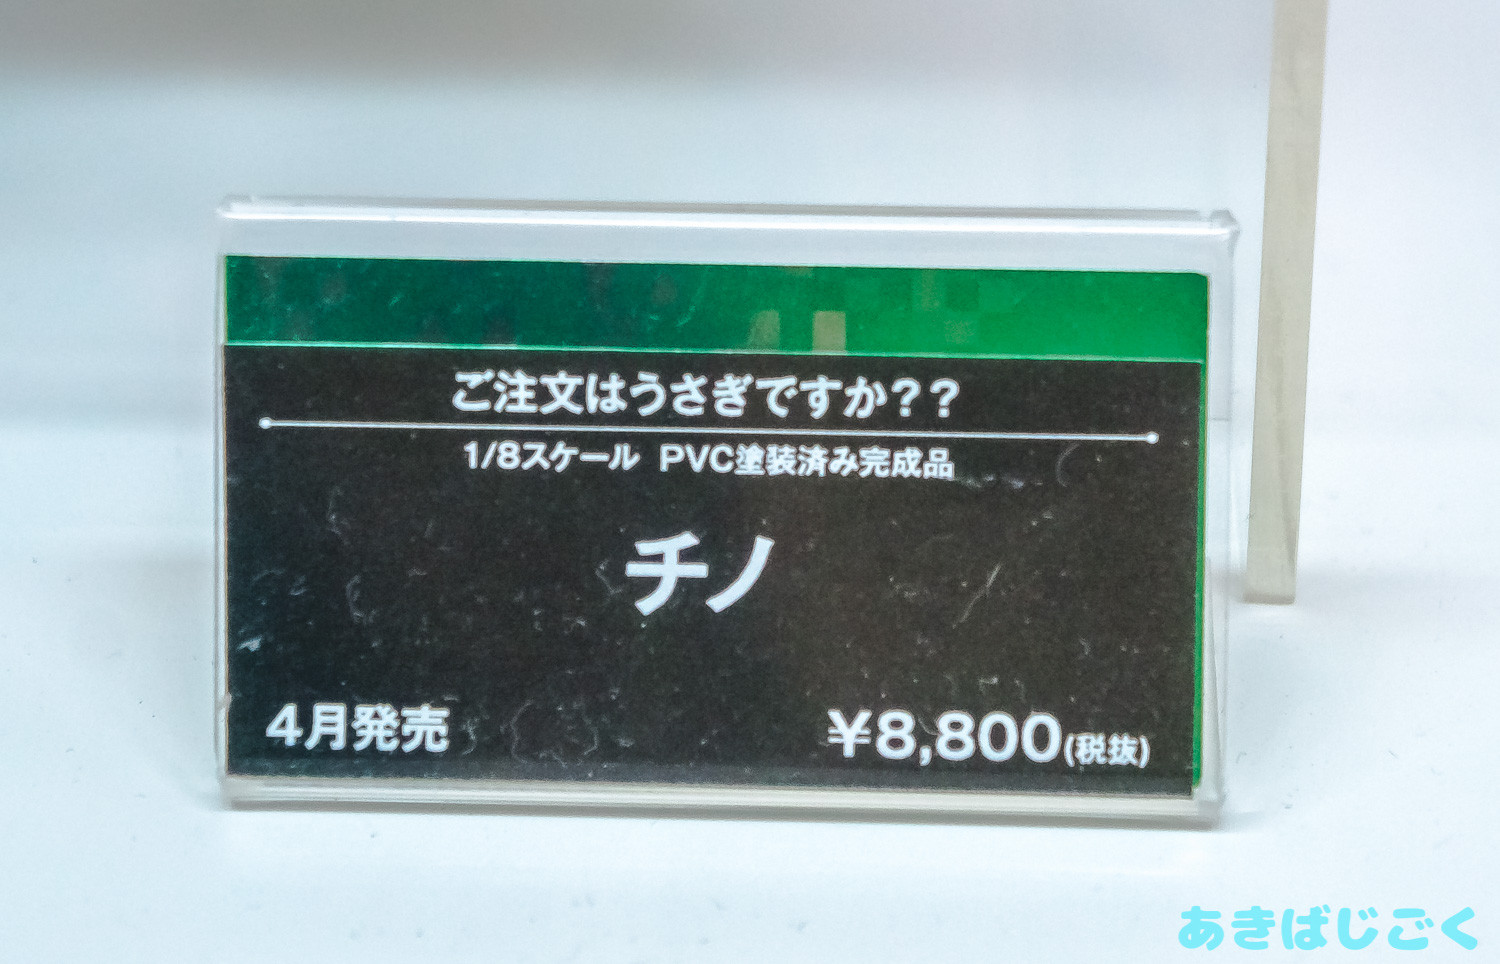 ご注文はうさぎですか？？
1/8スケール PVC塗装済み完成品
チノ
4月発売
¥8,800(税抜)
あきばじごく